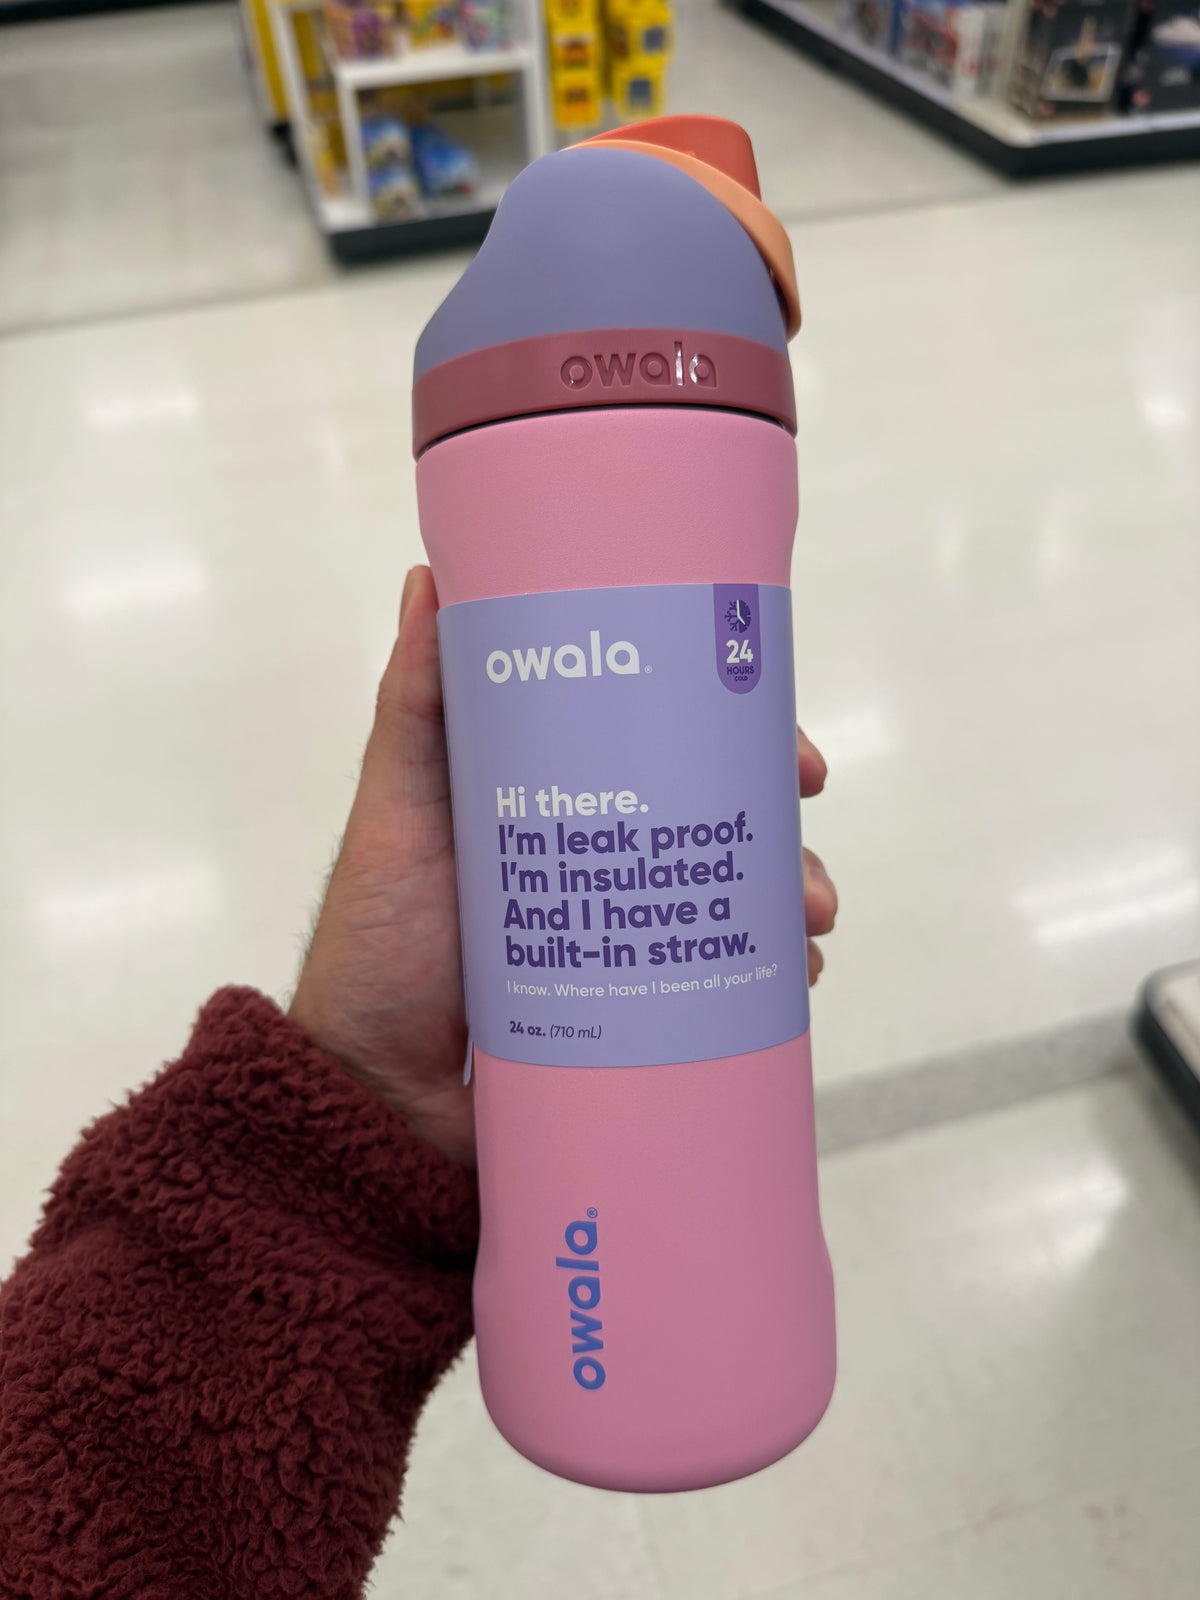 owala
owala®
24
HOURS
COLD
Hi there.
I'm leak proof.
I'm insulated.
And I have a
built-in straw.
I know. Where have I been all your life?
24 oz. (710 mL)
owala®